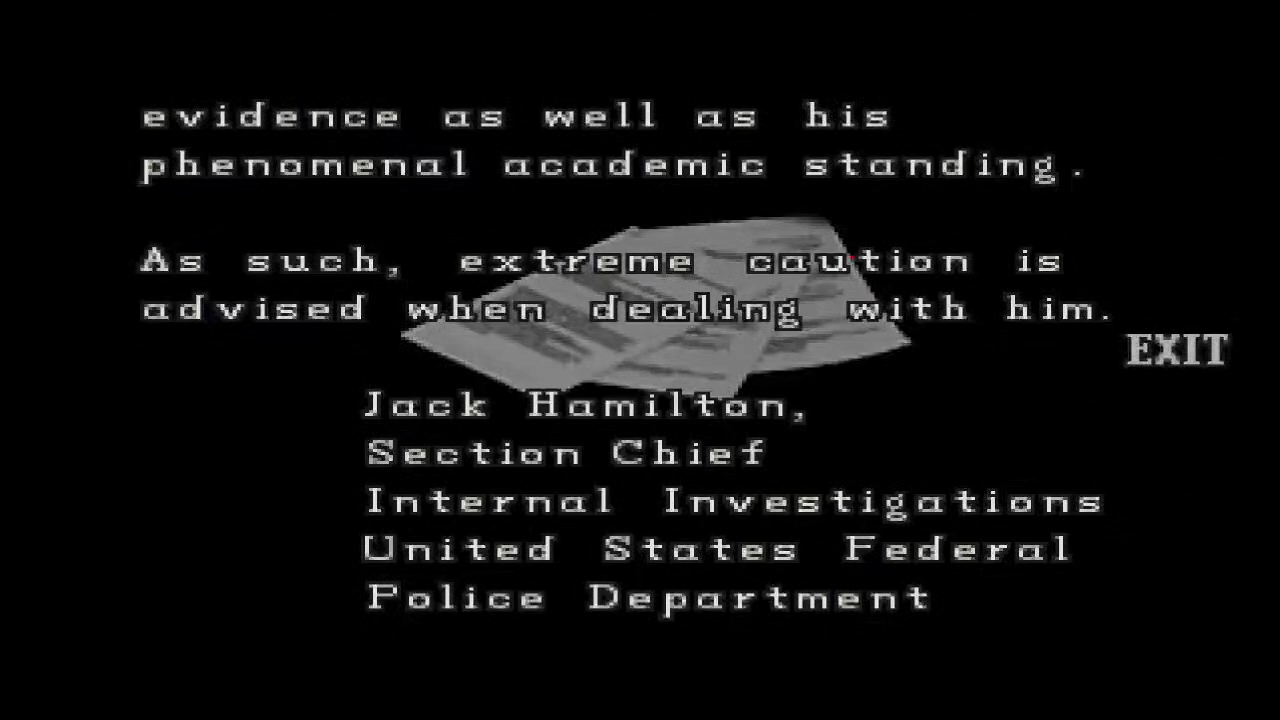 evidence as well as his
phenomenal academic standing.
As such, extreme caution is
advised when dealing with him.
EXIT
Jack Hamilton,
Section Chief
Internal Investigations
United States Federal
Police Department